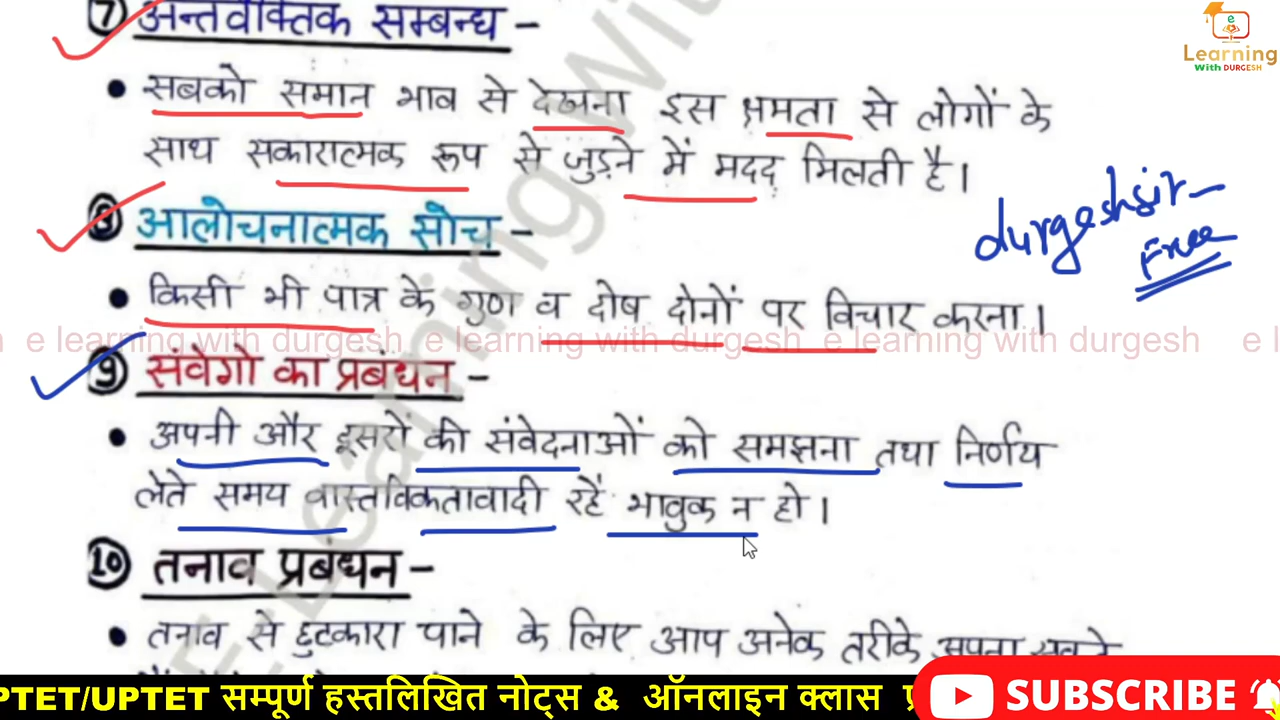 Learning
With DURGESH
⑦ अन्तर्वैक्तिक सम्बन्ध -
• सबको समान भाव से देखना इस क्षमता से लोगों के
साथ सकारात्मक रूप से जुड़ने में मदद मिलती है।
durgeshsir-
Free
⑧ आलोचनात्मक सोच -
• किसी भी पात्र के गुण व दोष दोनों पर विचार करना।
e learning with durgesh e learning with durgesh e learning with durgesh e l
⑨ संवेगो का प्रबंधन -
• अपनी और दूसरों की संवेदनाओं को समझना तथा निर्णय
लेते समय वास्तविकतावादी रहें भावुक न हो।
⑩ तनाव प्रबंधन -
• तनाव से छुटकारा पाने के लिए आप अनेक तरीके अपना सकते
PTET/UPTET सम्पूर्ण हस्तलिखित नोट्स & ऑनलाइन क्लास
SUBSCRIBE